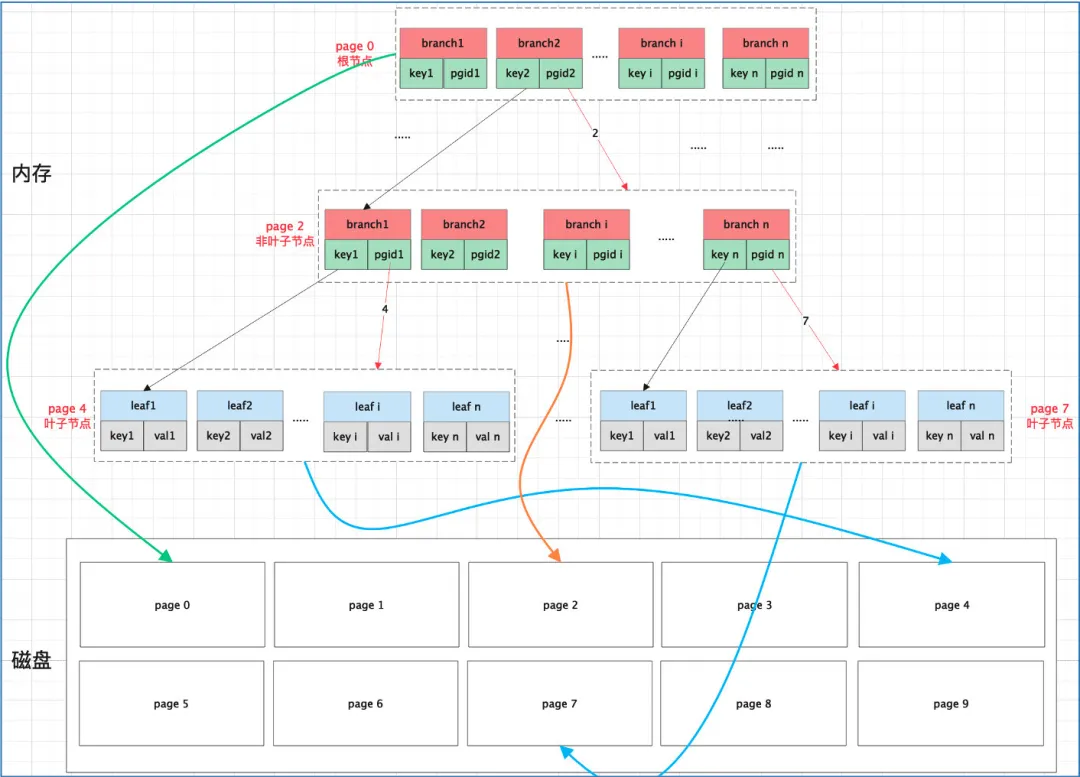 page 0
根节点
branch1 branch2 ..... branch i branch n
key1 pgid1 key2 pgid2 key i pgid i key n pgid n
..... 2 ..... .....
内存
page 2
非叶子节点
branch1 branch2 branch i ..... branch n
key1 pgid1 key2 pgid2 key i pgid i key n pgid n
4 7
....
page 4
叶子节点
leaf1 leaf2 ..... leaf i leaf n
key1 val1 key2 val2 key i val i key n val n
.....
leaf1 leaf2 ..... ..... leaf i leaf n
key1 val1 key2 val2 key i val i key n val n
page 7
叶子节点
page 0 page 1 page 2 page 3 page 4
磁盘
page 5 page 6 page 7 page 8 page 9